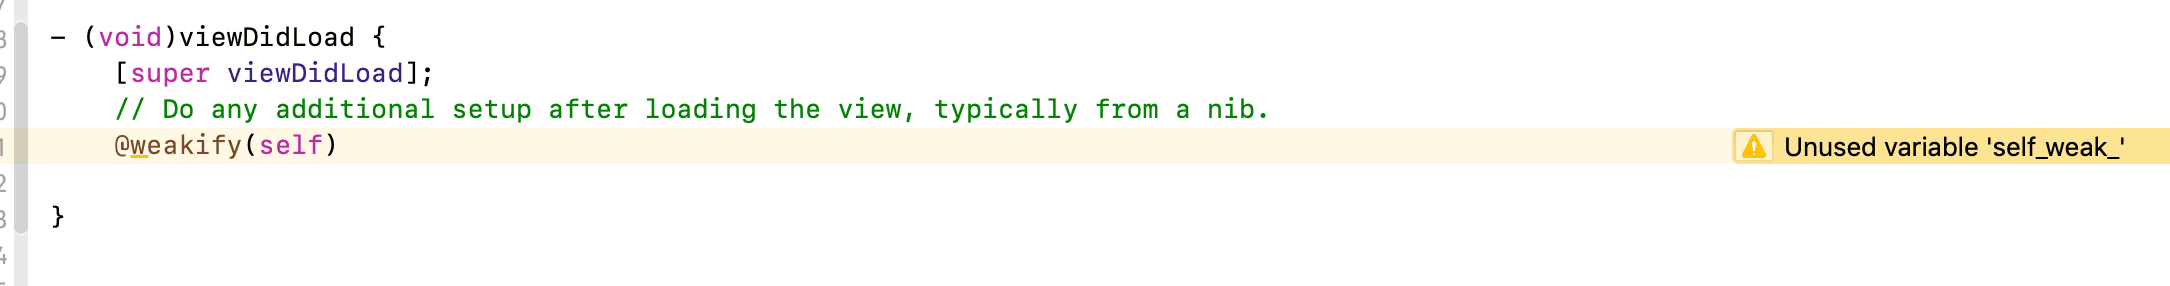 - (void)viewDidLoad {
[super viewDidLoad];
// Do any additional setup after loading the view, typically from a nib.
@weakify(self)
Unused variable 'self_weak_'
}